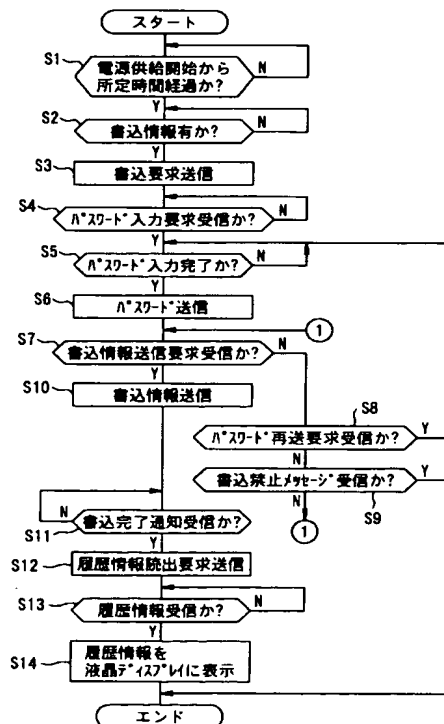 スタート
S1
電源供給開始から
所定時間経過か?
N
Y
S2
書込情報有か?
N
Y
S3
書込要求送信
S4
パスワード入力要求受信か?
N
Y
S5
パスワード入力完了か?
N
Y
S6
パスワード送信
1
S7
書込情報送信要求受信か?
N
Y
S10
書込情報送信
S8
パスワード再送要求受信か?
Y
N
書込禁止メッセージ受信か?
Y
S9
N
1
N
書込完了通知受信か?
S11
Y
S12
履歴情報読出要求送信
S13
履歴情報受信か?
N
Y
S14
履歴情報を
液晶ディスプレイに表示
エンド